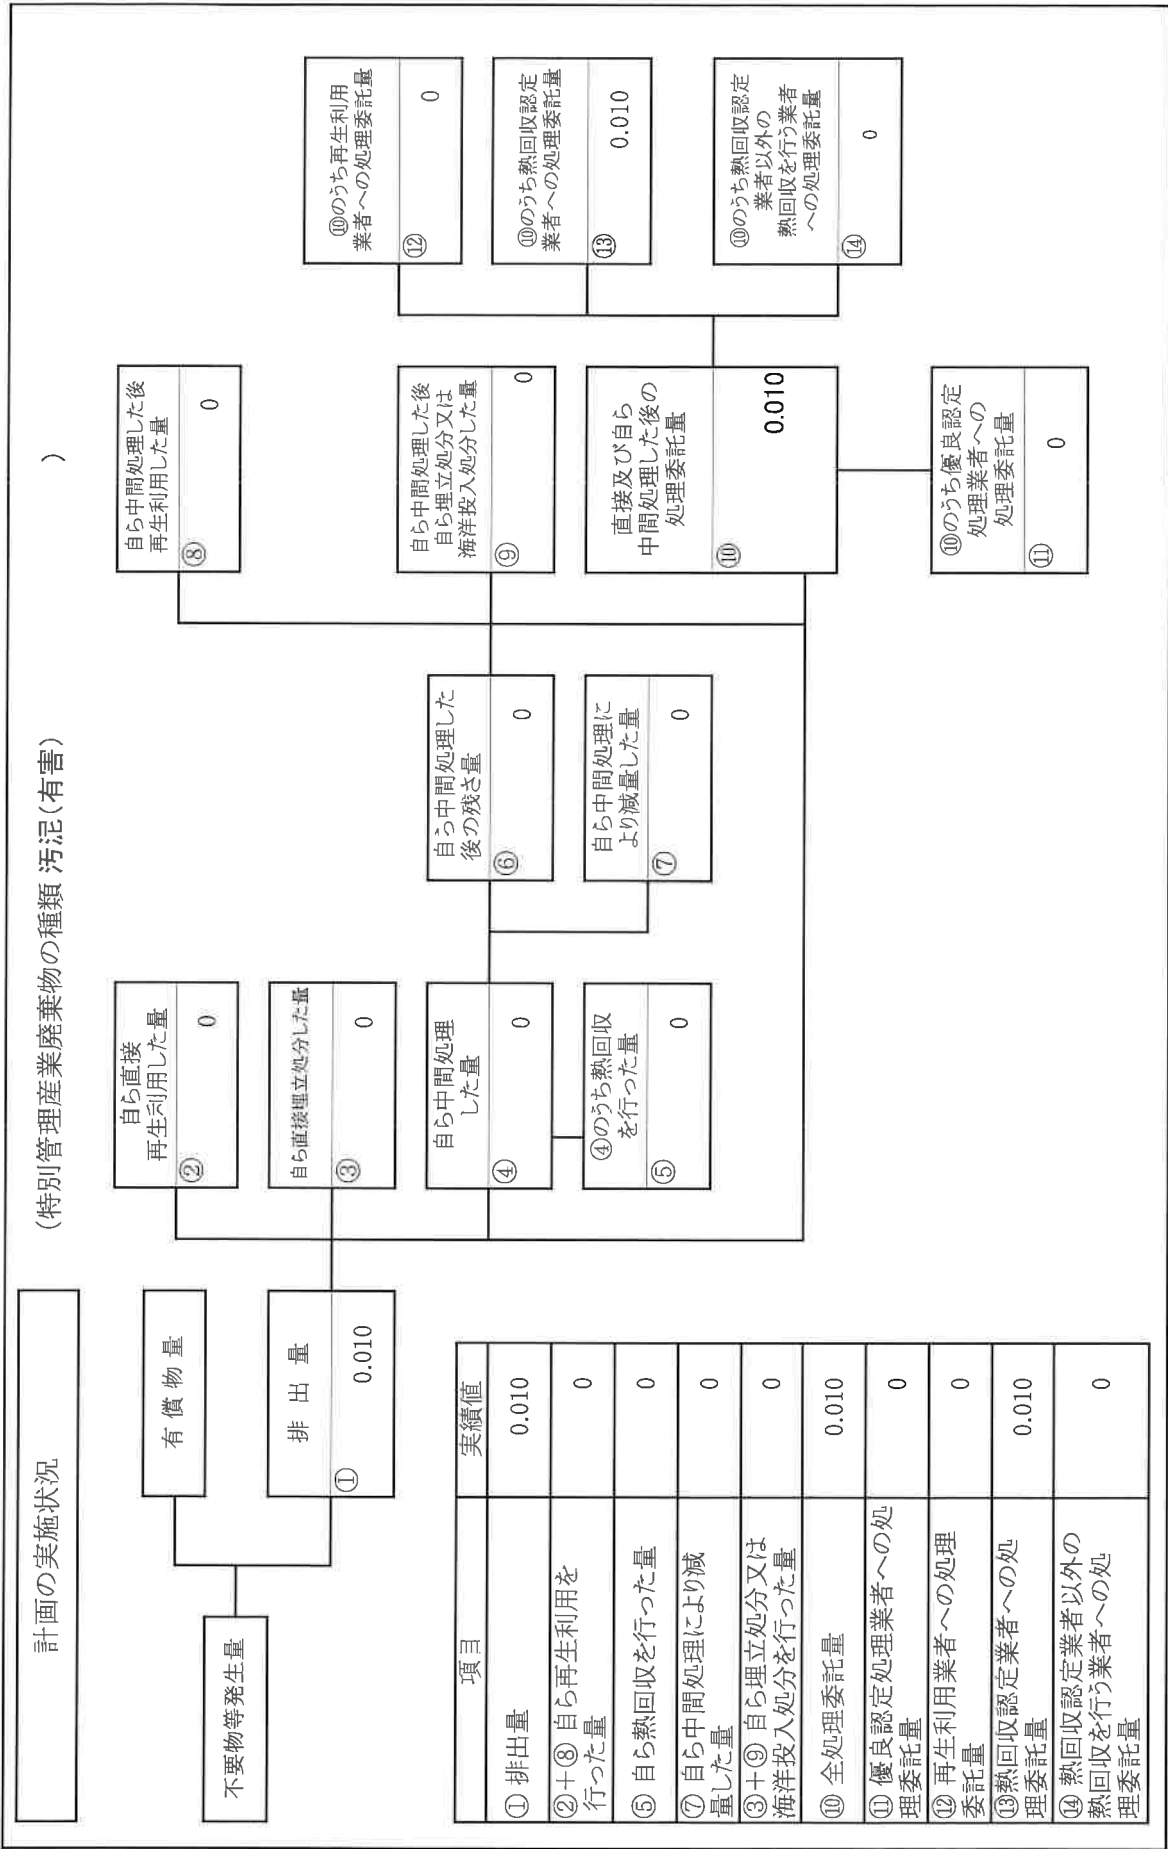 計画の実施状況
(特別管理産業廃棄物の種類 汚泥(有害)
)
不要物等発生量
有 償 物 量
排 出 量
①
0.010
自ら直接
再生利用した量
②
0
自ら直接埋立処分した量
③
0
自ら中間処理
した量
④
0
④のうち熱回収
を行った量
⑤
0
自ら中間処理した
後の残さ量
⑥
0
自ら中間処理に
より減量した量
⑦
0
自ら中間処理した後
再生利用した量
⑧
0
自ら中間処理した後
自ら埋立処分又は
海洋投入処分した量
⑨
0
直接及び自ら
中間処理した後の
処理委託量
⑩
0.010
⑩のうち優良認定
処理業者への
処理委託量
⑪
0
⑩のうち再生利用
業者への処理委託量
⑫
0
⑩のうち熱回収認定
業者への処理委託量
⑬
0.010
⑩のうち熱回収認定
業者以外の
熱回収を行う業者
への処理委託量
⑭
0
項目
実績値
① 排出量
0.010
②+⑧ 自ら再生利用を
行った量
0
⑤ 自ら熱回収を行った量
0
⑦ 自ら中間処理により減
量した量
0
③+⑨ 自ら埋立処分又は
海洋投入処分を行った量
0
⑩ 全処理委託量
0.010
⑪ 優良認定処理業者への処
理委託量
0
⑫ 再生利用業者への処理
委託量
0
⑬熱回収認定業者への処
理委託量
0.010
⑭ 熱回収認定業者以外の
熱回収を行う業者への処
理委託量
0